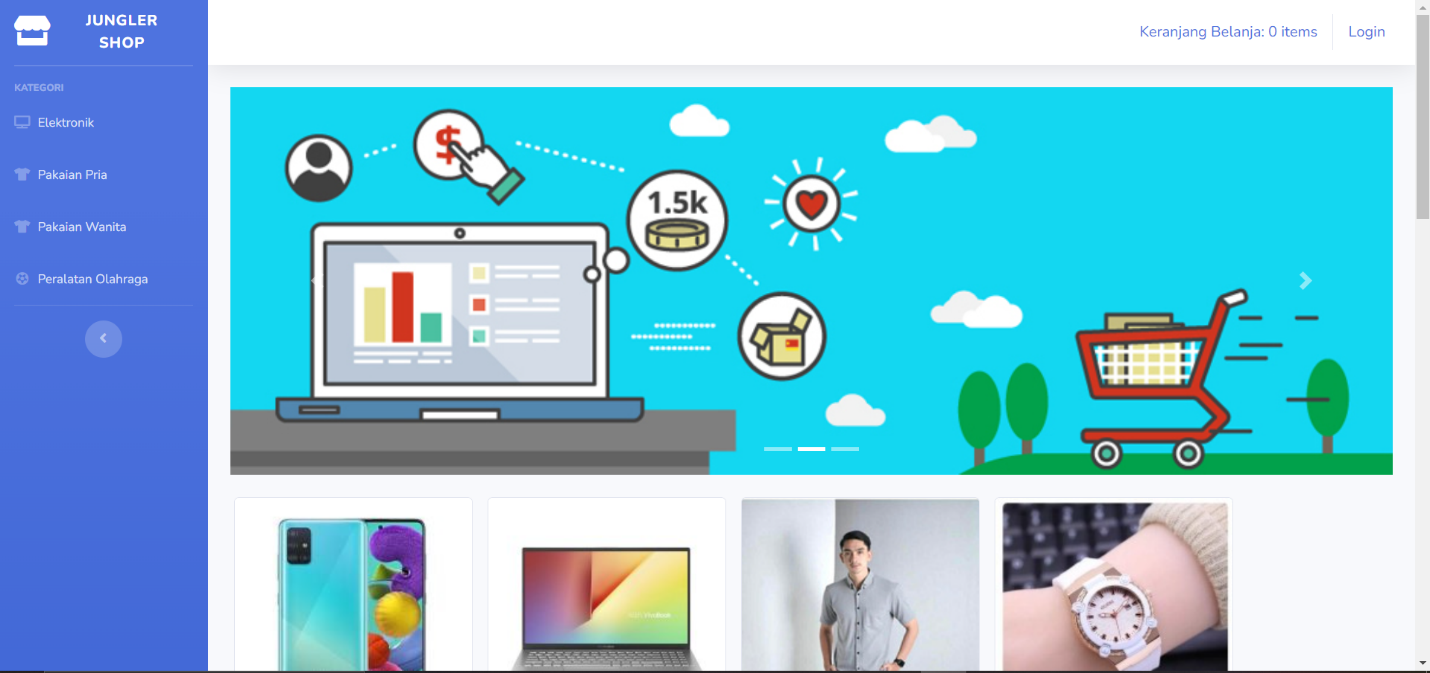 JUNGLER
SHOP
Keranjang Belanja: 0 items
Login
KATEGORI
Elektronik
Pakaian Pria
Pakaian Wanita
Peralatan Olahraga
$
1.5k